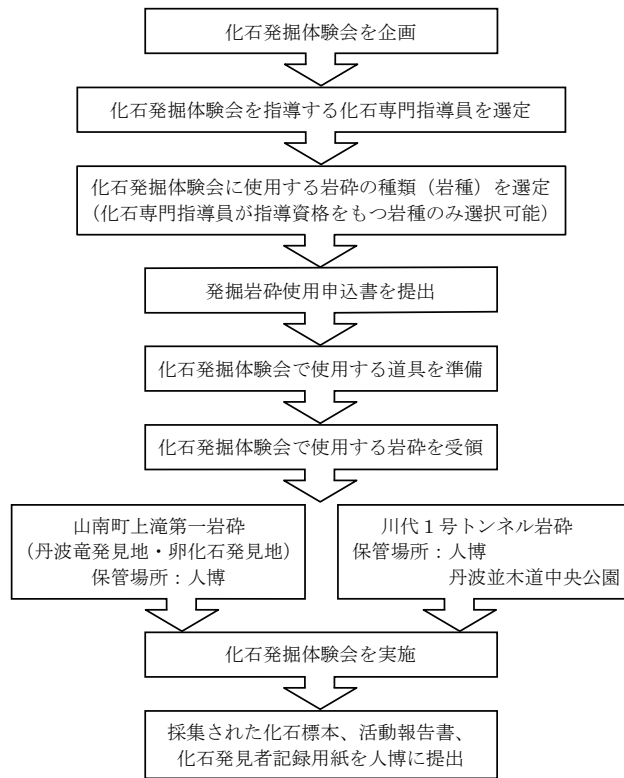 化石発掘体験会を企画
化石発掘体験会を指導する化石専門指導員を選定
化石発掘体験会に使用する岩砕の種類（岩種）を選定
（化石専門指導員が指導資格をもつ岩種のみ選択可能）
発掘岩砕使用申込書を提出
化石発掘体験会で使用する道具を準備
化石発掘体験会で使用する岩砕を受領
山南町上滝第一岩砕
（丹波竜発見地・卵化石発見地）
保管場所：人博
川代１号トンネル岩砕
保管場所：人博
丹波並木道中央公園
化石発掘体験会を実施
採集された化石標本、活動報告書、
化石発見者記録用紙を人博に提出